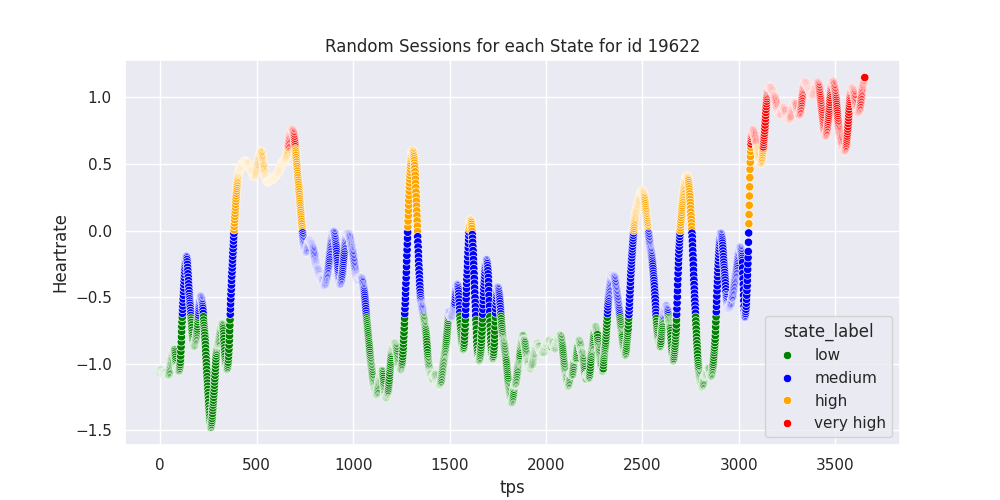 Random Sessions for each State for id 19622
Heartrate
1.0
0.5
0.0
−0.5
−1.0
−1.5
0 500 1000 1500 2000 2500 3000 3500
tps
state_label
low
medium
high
very high